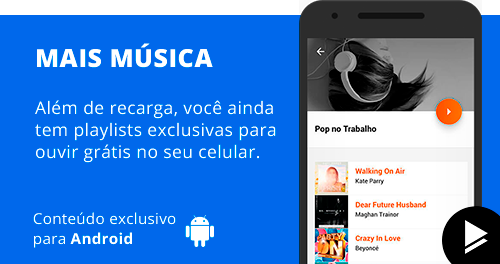 MAIS MÚSICA
Além de recarga, você ainda
tem playlists exclusivas para
ouvir grátis no seu celular.
Conteúdo exclusivo
para Android
Pop no Trabalho
Walking On Air
Kate Parry
Dear Future Husband
Maghan Trainor
Crazy In Love
Beyoncé